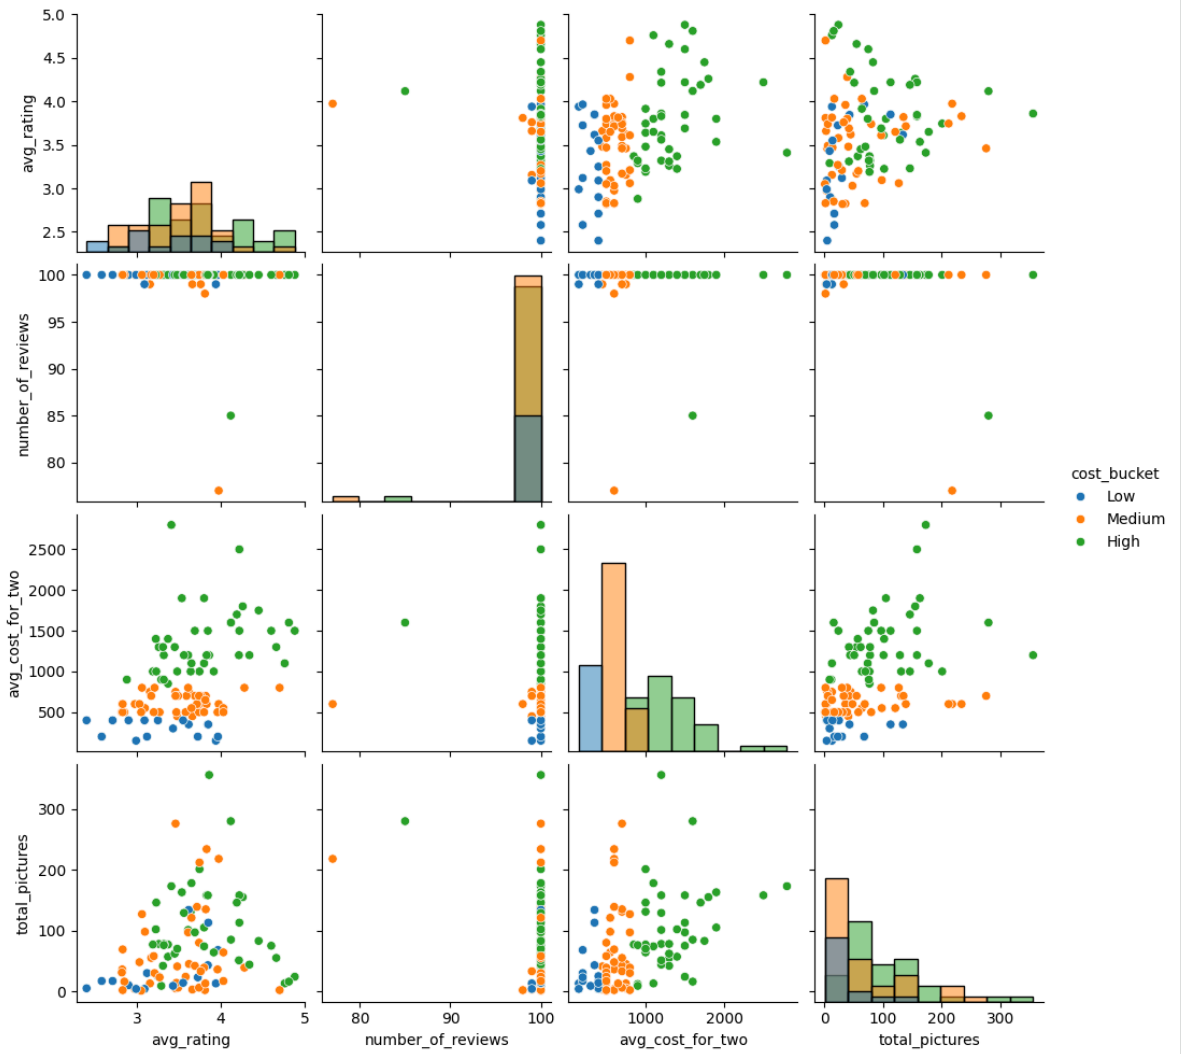 5.0
4.5
4.0
3.5
3.0
2.5
avg_rating
100
95
90
85
80
number_of_reviews
cost_bucket
Low
Medium
High
2500
2000
1500
1000
500
avg_cost_for_two
300
200
100
0
total_pictures
3 4 5
80 90 100
1000 2000
0 100 200 300
avg_rating
number_of_reviews
avg_cost_for_two
total_pictures